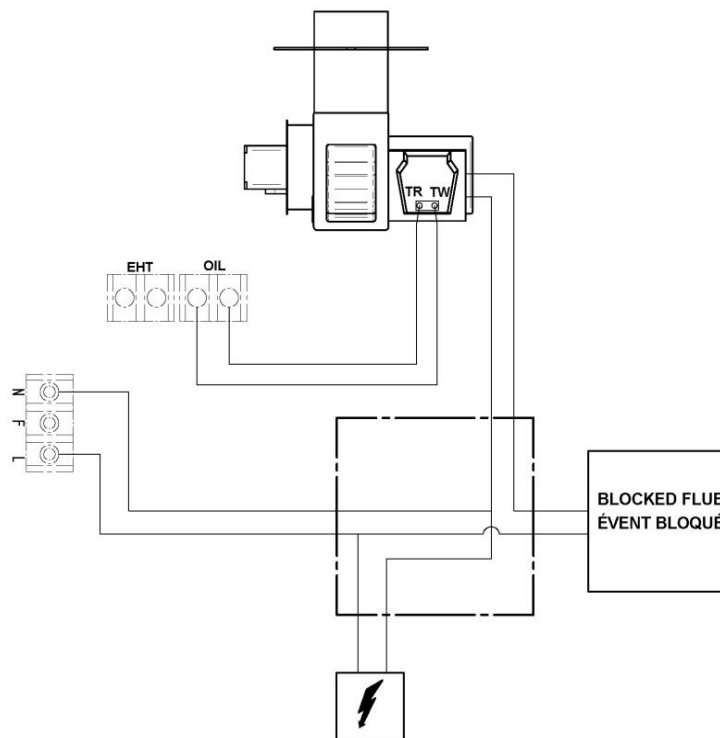 TR TW
EHT OIL
N
F
L
BLOCKED FLUE
ÉVENT BLOQUÉ